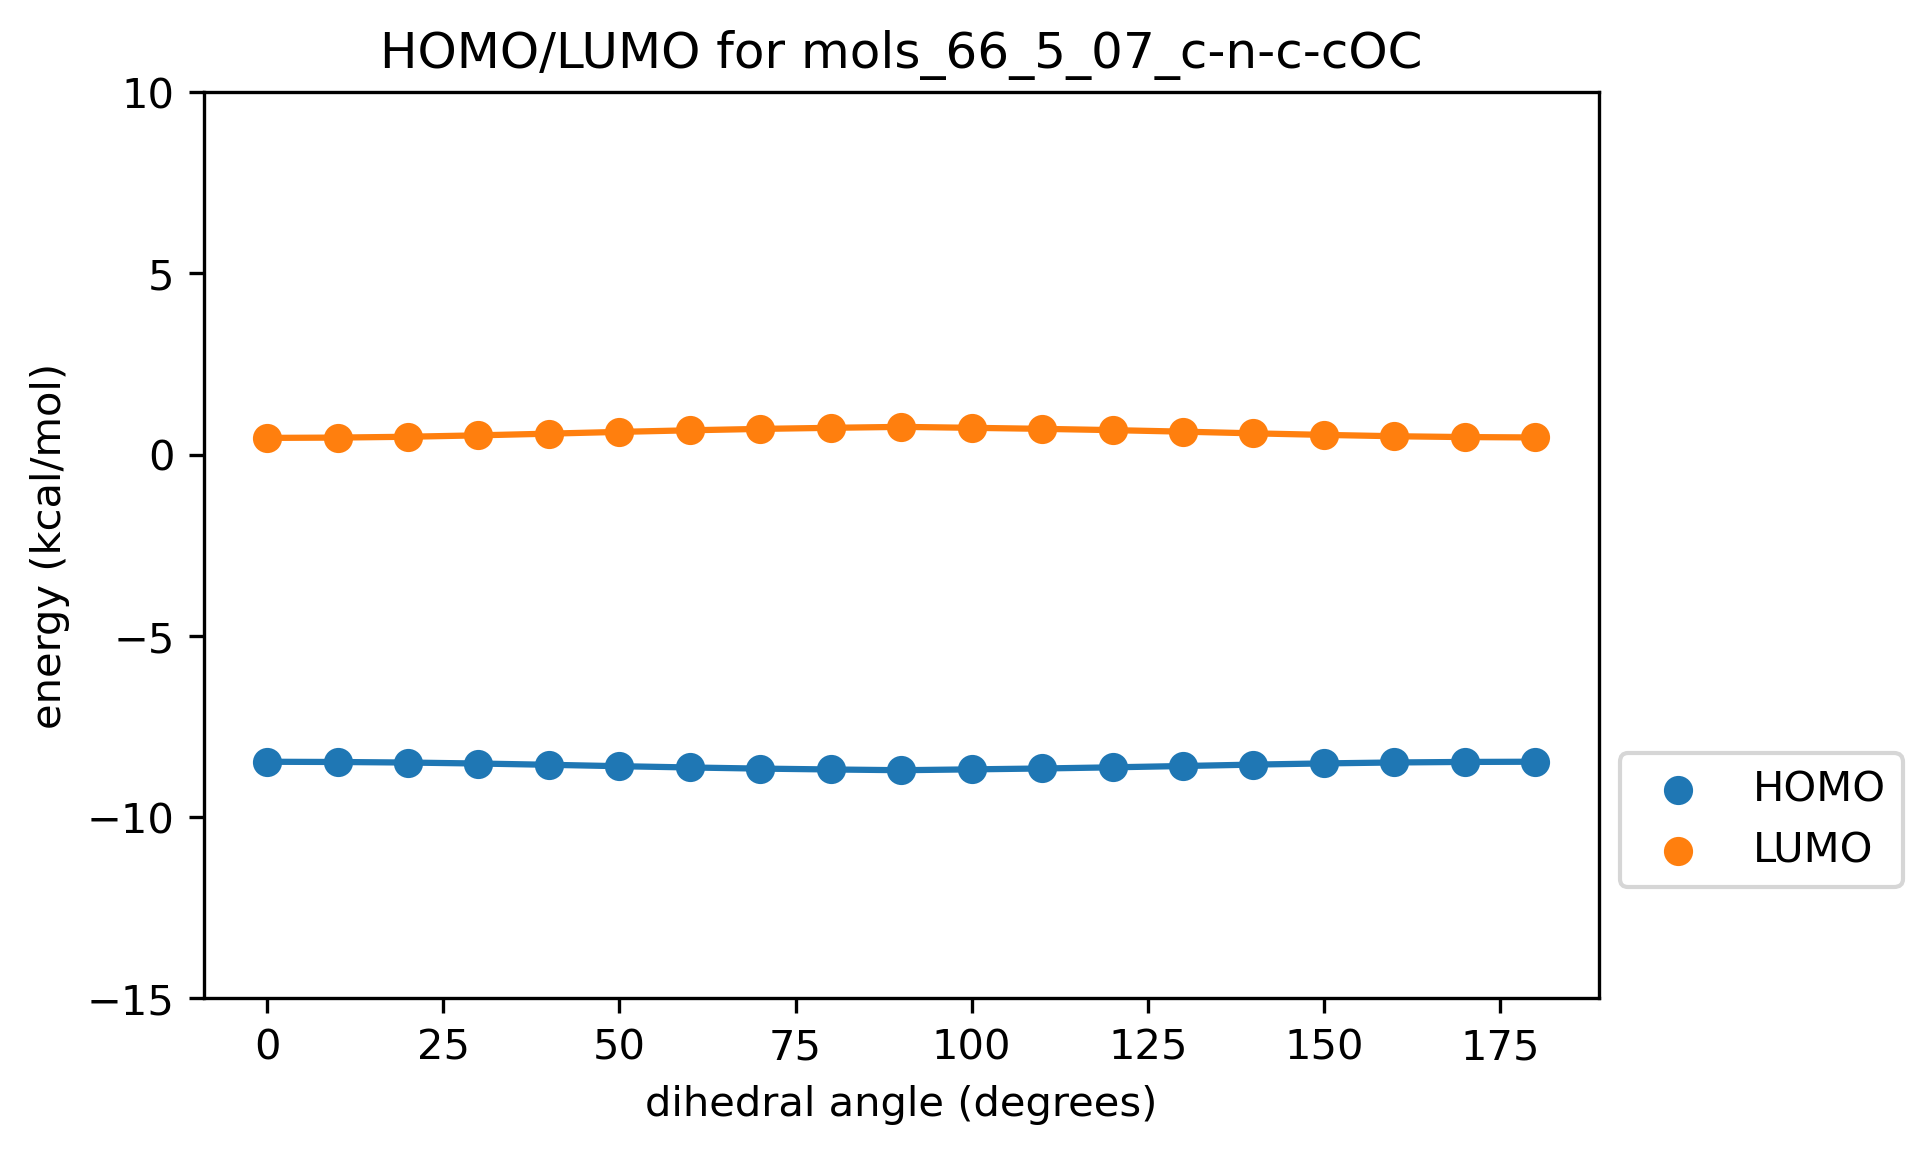 HOMO/LUMO for mols_66_5_07_c-n-c-cOC
10
5
0
−5
−10
−15
energy (kcal/mol)
0 25 50 75 100 125 150 175
dihedral angle (degrees)
HOMO
LUMO